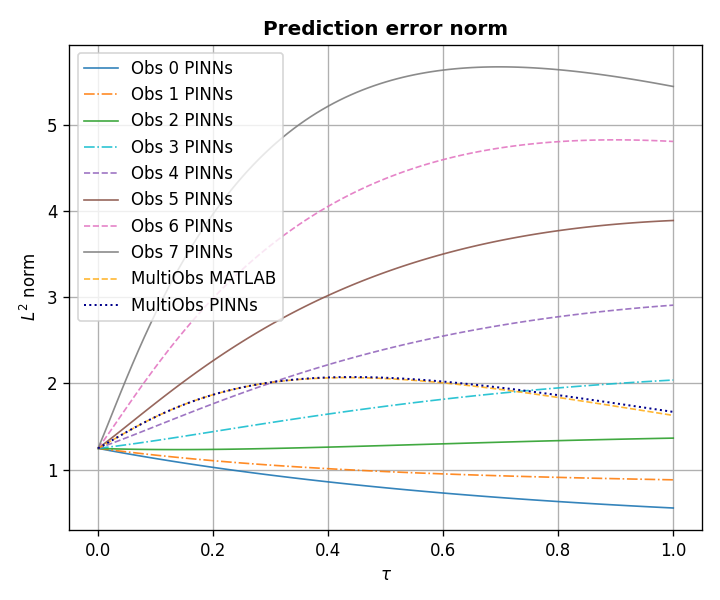 Prediction error norm
Obs 0 PINNs
Obs 1 PINNs
Obs 2 PINNs
Obs 3 PINNs
Obs 4 PINNs
Obs 5 PINNs
Obs 6 PINNs
Obs 7 PINNs
MultiObs MATLAB
MultiObs PINNs
L² norm
5
4
3
2
1
0.0 0.2 0.4 0.6 0.8 1.0
τ